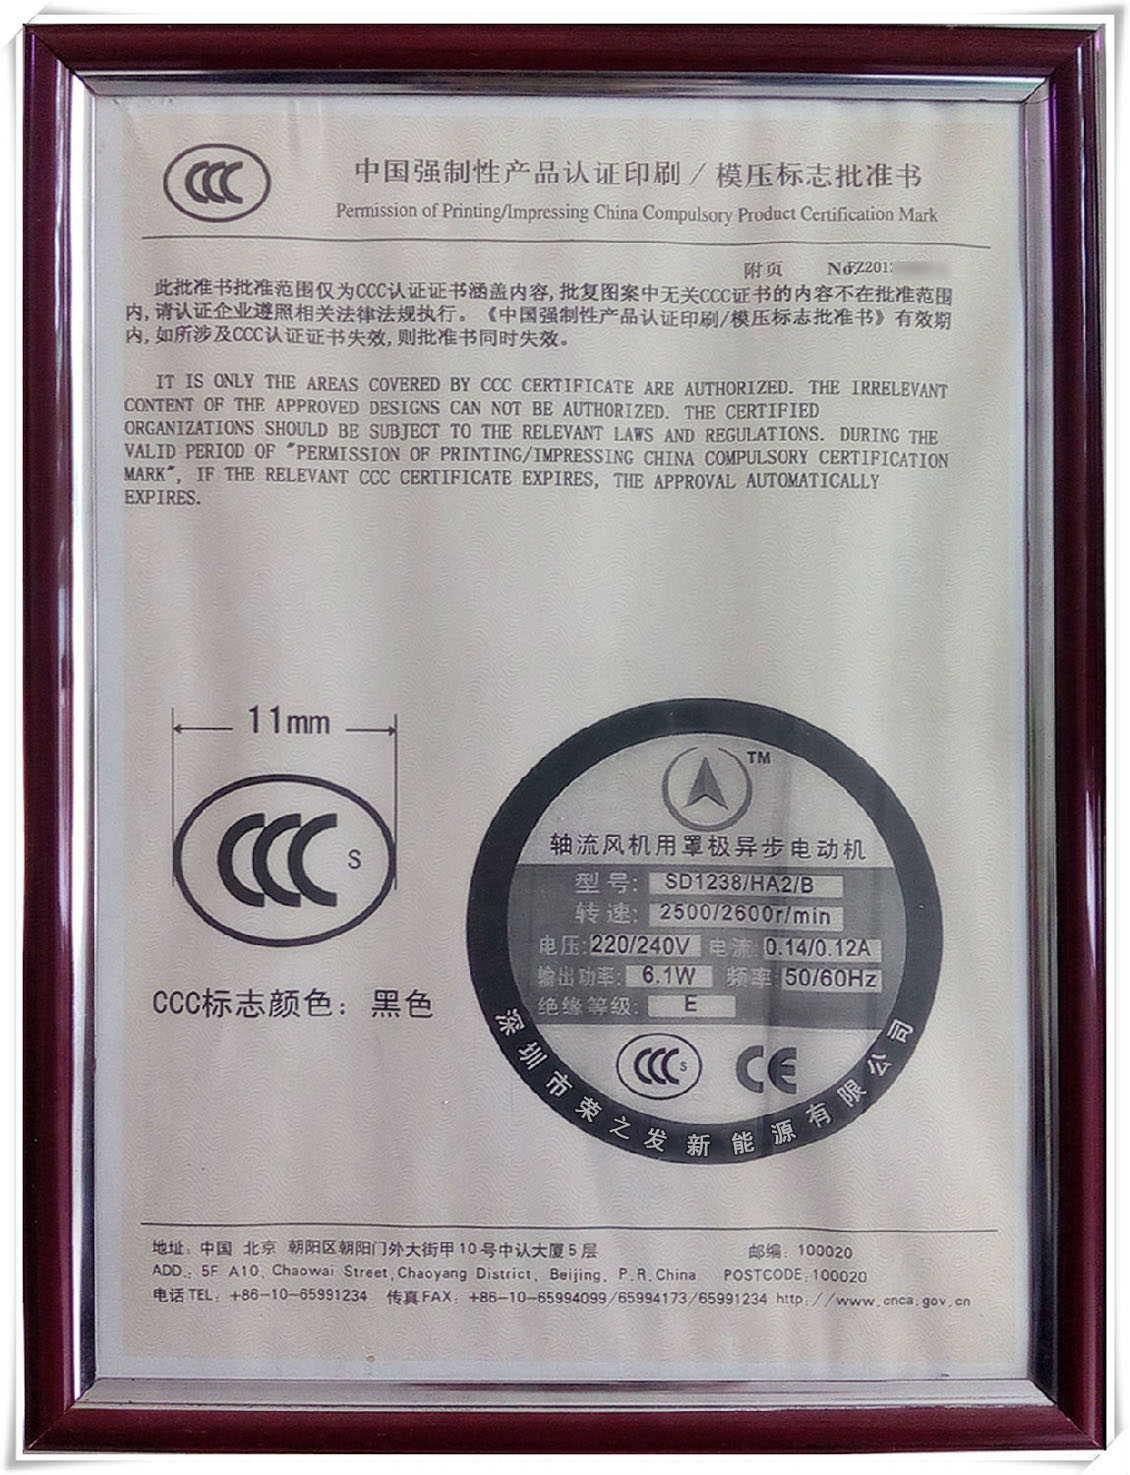 CCC
中国强制性产品认证印刷/模压标志批准书
Permission of Printing/Impressing China Compulsory Product Certification Mark
附页 No:
此批准书批准范围仅为CCC认证证书涵盖内容,批复图案中无关CCC证书的内容不在批准范围
内,请认证企业遵照相关法律法规执行。《中国强制性产品认证印刷/模压标志批准书》有效期
内,如所涉及CCC认证证书失效,则批准书同时失效。
IT IS ONLY THE AREAS COVERED BY CCC CERTIFICATE ARE AUTHORIZED. THE IRRELEVANT
CONTENT OF THE APPROVED DESIGNS CAN NOT BE AUTHORIZED. THE CERTIFIED
ORGANIZATIONS SHOULD BE SUBJECT TO THE RELEVANT LAWS AND REGULATIONS. DURING THE
VALID PERIOD OF "PERMISSION OF PRINTING/IMPRESSING CHINA COMPULSORY CERTIFICATION
MARK", IF THE RELEVANT CCC CERTIFICATE EXPIRES, THE APPROVAL AUTOMATICALLY
EXPIRES.
11mm
CCC S
CCC标志颜色：黑色
TM
轴流风机用罩极异步电动机
型号: SD1238/HA2/B
转速: 2500/2600r/min
电压: 220/240V 电流: 0.14/0.12A
输出功率: 6.1W 频率: 50/60Hz
绝缘等级: E
CCC S CE
深圳市荣之发新能源有限公司
地址：中国 北京 朝阳区朝阳门外大街甲10号中认大厦5层 邮编：100020
ADD.: 5F A10, Chaowai Street,Chaoyang District, Beijing, P.R.China POSTCODE:100020
电话TEL：+86-10-65991234 传真FAX：+86-10-65994099/65994173/65991234 http://www.cnca.gov.cn